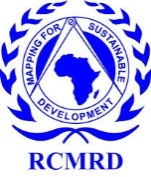 MAPPING FOR SUSTAINABLE
DEVELOPMENT
RCMRD